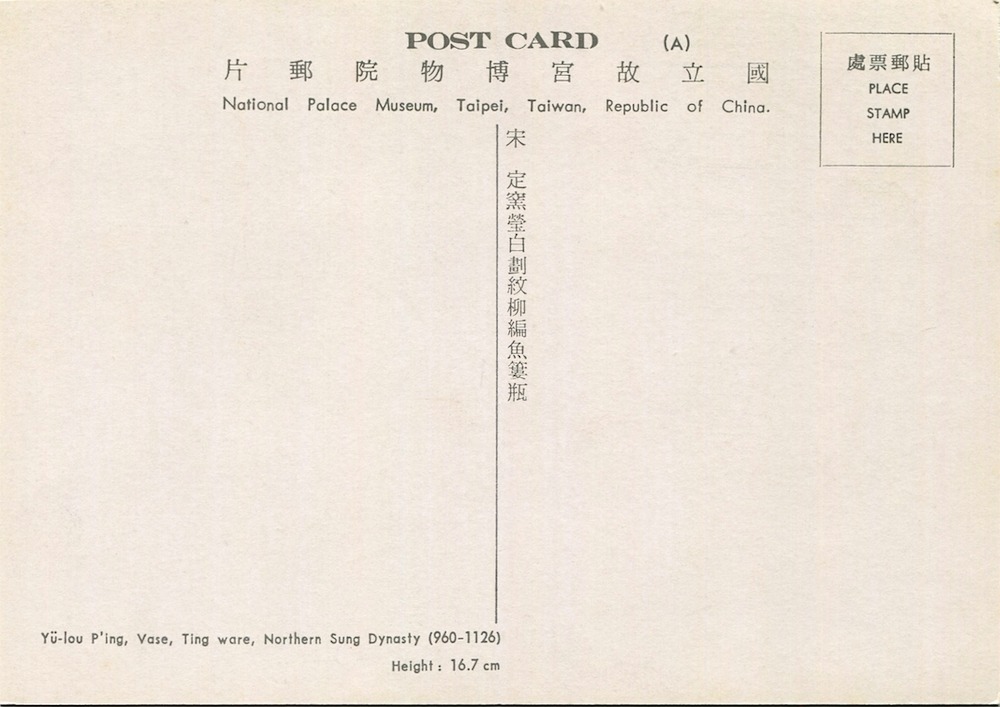 POST CARD (A)
國立故宮博物院郵片
National Palace Museum, Taipei, Taiwan, Republic of China.
貼郵票處
PLACE
STAMP
HERE
宋 定窯瑩白劃紋柳編魚簍瓶
Yü-lou P'ing, Vase, Ting ware, Northern Sung Dynasty (960-1126)
Height: 16.7 cm